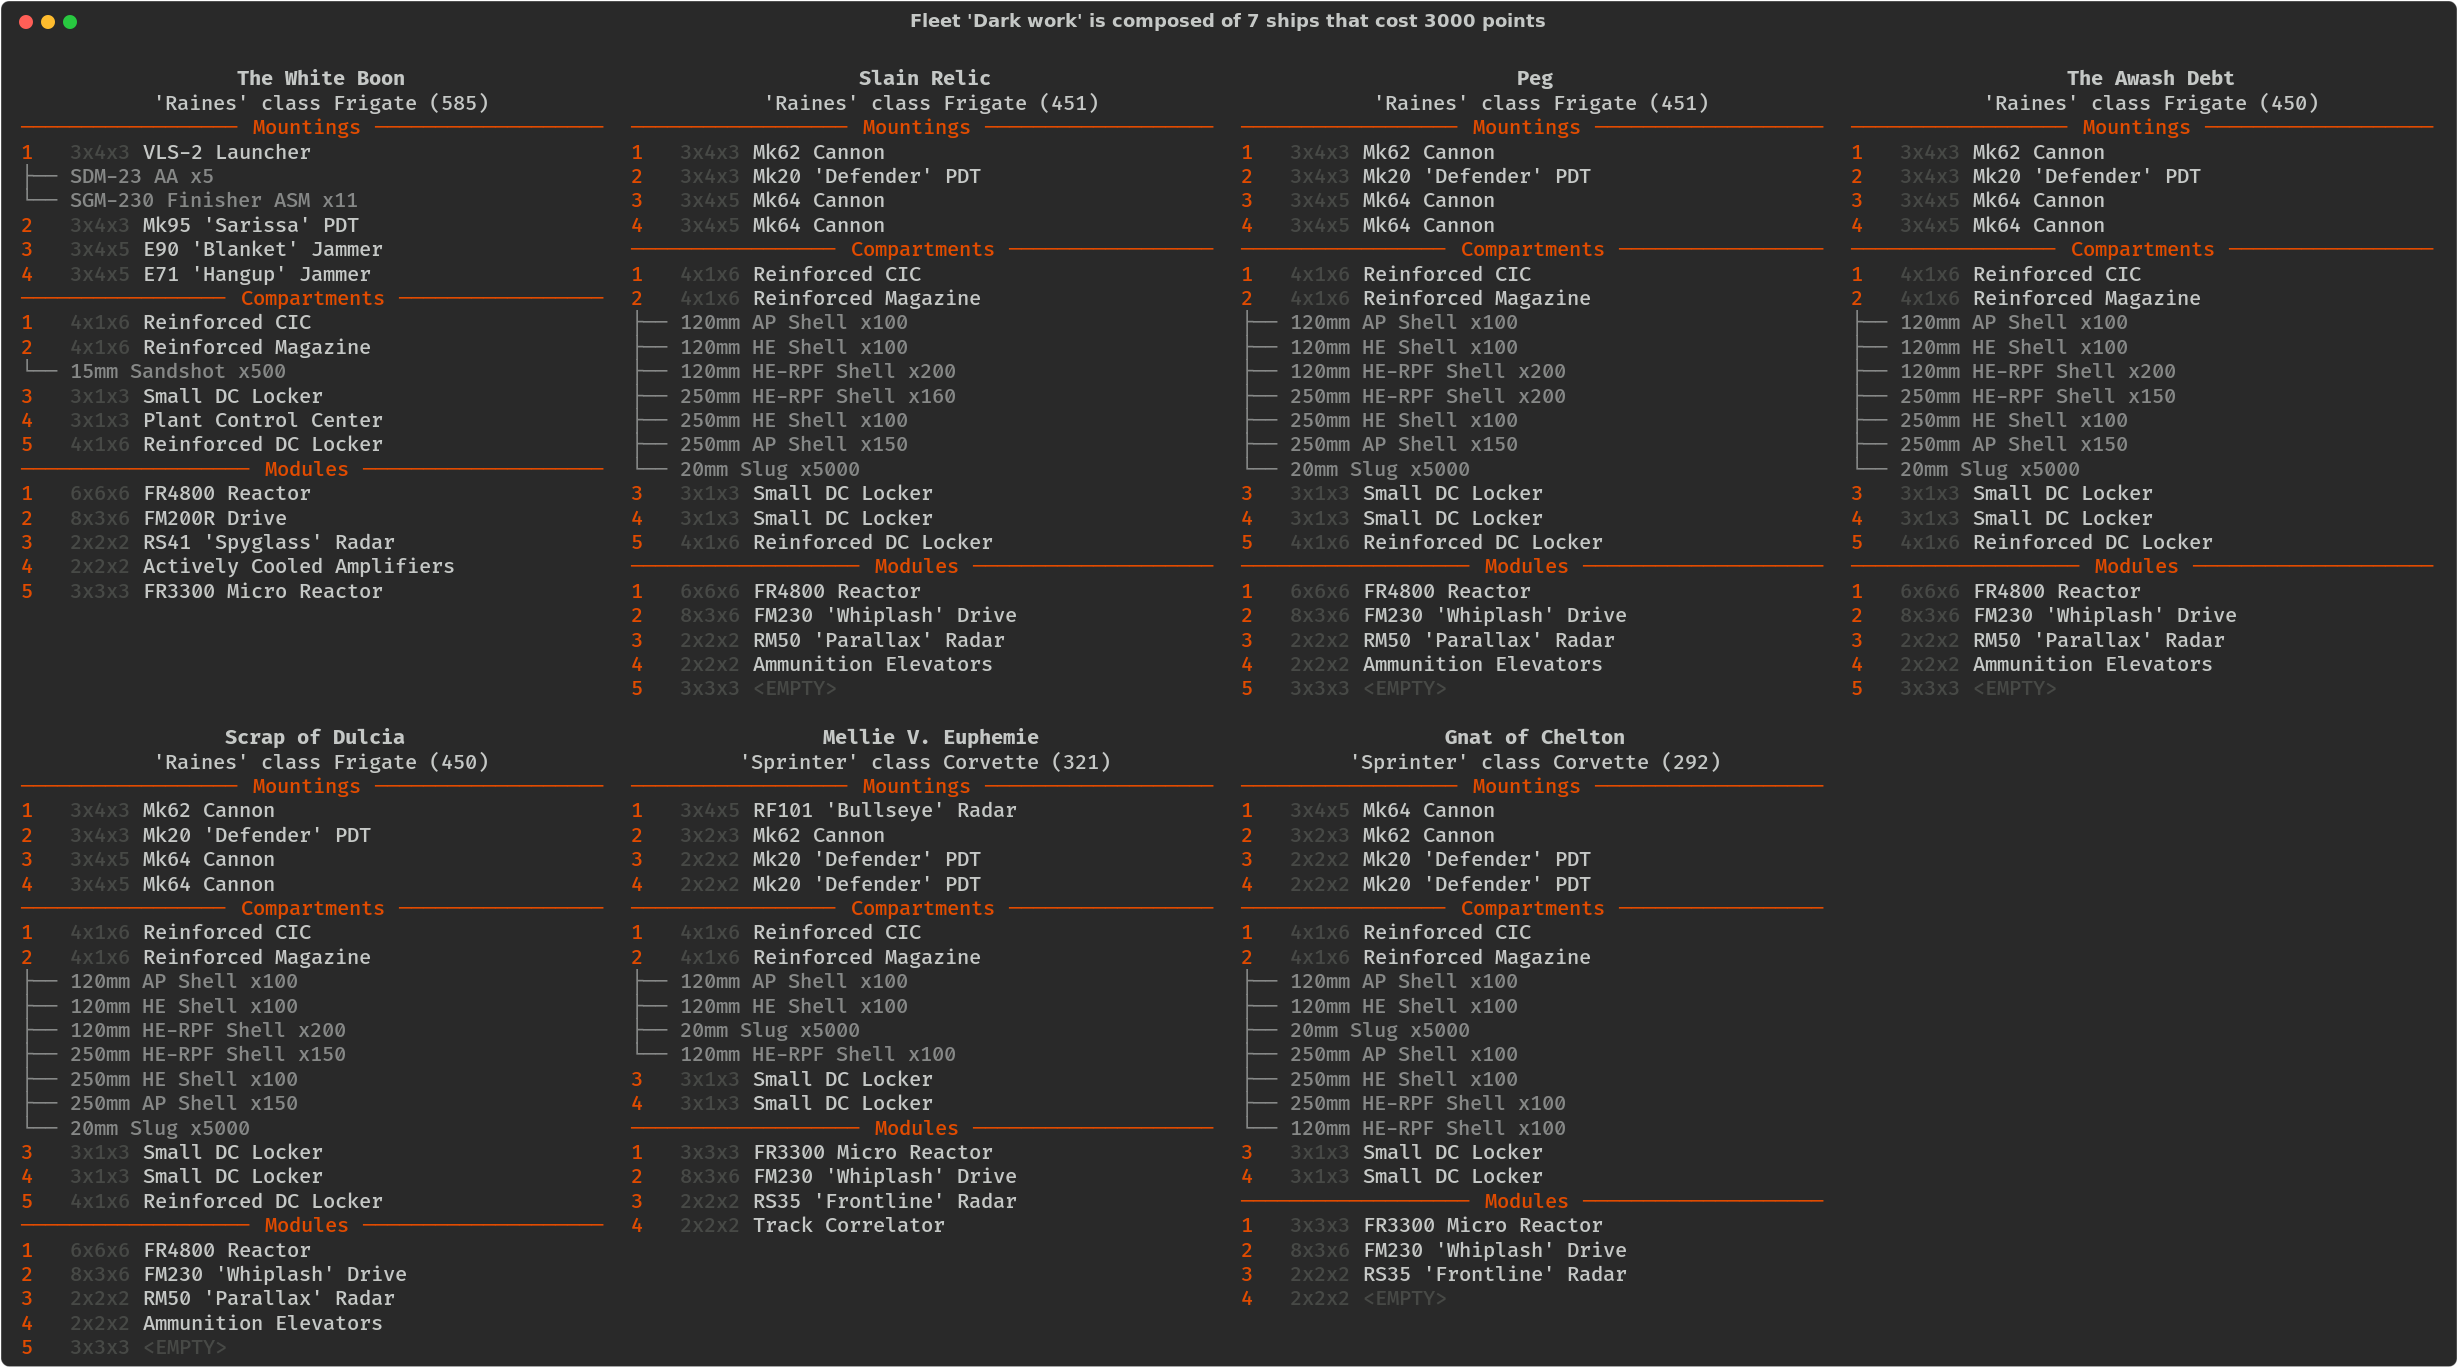 Fleet 'Dark work' is composed of 7 ships that cost 3000 points
The White Boon
'Raines' class Frigate (585)
Mountings
1 3x4x3 VLS-2 Launcher
SDM-23 AA x5
SGM-230 Finisher ASM x11
2 3x4x3 Mk95 'Sarissa' PDT
3 3x4x5 E90 'Blanket' Jammer
4 3x4x5 E71 'Hangup' Jammer
Compartments
1 4x1x6 Reinforced CIC
2 4x1x6 Reinforced Magazine
15mm Sandshot x500
3 3x1x3 Small DC Locker
4 3x1x3 Plant Control Center
5 4x1x6 Reinforced DC Locker
Modules
1 6x6x6 FR4800 Reactor
2 8x3x6 FM200R Drive
3 2x2x2 RS41 'Spyglass' Radar
4 2x2x2 Actively Cooled Amplifiers
5 3x3x3 FR3300 Micro Reactor
Slain Relic
'Raines' class Frigate (451)
Mountings
1 3x4x3 Mk62 Cannon
2 3x4x3 Mk20 'Defender' PDT
3 3x4x5 Mk64 Cannon
4 3x4x5 Mk64 Cannon
Compartments
1 4x1x6 Reinforced CIC
2 4x1x6 Reinforced Magazine
120mm AP Shell x100
120mm HE Shell x100
120mm HE-RPF Shell x200
250mm HE-RPF Shell x160
250mm HE Shell x100
250mm AP Shell x150
20mm Slug x5000
3 3x1x3 Small DC Locker
4 3x1x3 Small DC Locker
5 4x1x6 Reinforced DC Locker
Modules
1 6x6x6 FR4800 Reactor
2 8x3x6 FM230 'Whiplash' Drive
3 2x2x2 RM50 'Parallax' Radar
4 2x2x2 Ammunition Elevators
5 3x3x3 <EMPTY>
Peg
'Raines' class Frigate (451)
Mountings
1 3x4x3 Mk62 Cannon
2 3x4x3 Mk20 'Defender' PDT
3 3x4x5 Mk64 Cannon
4 3x4x5 Mk64 Cannon
Compartments
1 4x1x6 Reinforced CIC
2 4x1x6 Reinforced Magazine
120mm AP Shell x100
120mm HE Shell x100
120mm HE-RPF Shell x200
250mm HE-RPF Shell x200
250mm HE Shell x100
250mm AP Shell x150
20mm Slug x5000
3 3x1x3 Small DC Locker
4 3x1x3 Small DC Locker
5 4x1x6 Reinforced DC Locker
Modules
1 6x6x6 FR4800 Reactor
2 8x3x6 FM230 'Whiplash' Drive
3 2x2x2 RM50 'Parallax' Radar
4 2x2x2 Ammunition Elevators
5 3x3x3 <EMPTY>
The Awash Debt
'Raines' class Frigate (450)
Mountings
1 3x4x3 Mk62 Cannon
2 3x4x3 Mk20 'Defender' PDT
3 3x4x5 Mk64 Cannon
4 3x4x5 Mk64 Cannon
Compartments
1 4x1x6 Reinforced CIC
2 4x1x6 Reinforced Magazine
120mm AP Shell x100
120mm HE Shell x100
120mm HE-RPF Shell x200
250mm HE-RPF Shell x150
250mm HE Shell x100
250mm AP Shell x150
20mm Slug x5000
3 3x1x3 Small DC Locker
4 3x1x3 Small DC Locker
5 4x1x6 Reinforced DC Locker
Modules
1 6x6x6 FR4800 Reactor
2 8x3x6 FM230 'Whiplash' Drive
3 2x2x2 RM50 'Parallax' Radar
4 2x2x2 Ammunition Elevators
5 3x3x3 <EMPTY>
Scrap of Dulcia
'Raines' class Frigate (450)
Mountings
1 3x4x3 Mk62 Cannon
2 3x4x3 Mk20 'Defender' PDT
3 3x4x5 Mk64 Cannon
4 3x4x5 Mk64 Cannon
Compartments
1 4x1x6 Reinforced CIC
2 4x1x6 Reinforced Magazine
120mm AP Shell x100
120mm HE Shell x100
120mm HE-RPF Shell x200
250mm HE-RPF Shell x150
250mm HE Shell x100
250mm AP Shell x150
20mm Slug x5000
3 3x1x3 Small DC Locker
4 3x1x3 Small DC Locker
5 4x1x6 Reinforced DC Locker
Modules
1 6x6x6 FR4800 Reactor
2 8x3x6 FM230 'Whiplash' Drive
3 2x2x2 RM50 'Parallax' Radar
4 2x2x2 Ammunition Elevators
5 3x3x3 <EMPTY>
Mellie V. Euphemie
'Sprinter' class Corvette (321)
Mountings
1 3x4x5 RF101 'Bullseye' Radar
2 3x2x3 Mk62 Cannon
3 2x2x2 Mk20 'Defender' PDT
4 2x2x2 Mk20 'Defender' PDT
Compartments
1 4x1x6 Reinforced CIC
2 4x1x6 Reinforced Magazine
120mm AP Shell x100
120mm HE Shell x100
20mm Slug x5000
120mm HE-RPF Shell x100
3 3x1x3 Small DC Locker
4 3x1x3 Small DC Locker
Modules
1 3x3x3 FR3300 Micro Reactor
2 8x3x6 FM230 'Whiplash' Drive
3 2x2x2 RS35 'Frontline' Radar
4 2x2x2 Track Correlator
Gnat of Chelton
'Sprinter' class Corvette (292)
Mountings
1 3x4x5 Mk64 Cannon
2 3x2x3 Mk62 Cannon
3 2x2x2 Mk20 'Defender' PDT
4 2x2x2 Mk20 'Defender' PDT
Compartments
1 4x1x6 Reinforced CIC
2 4x1x6 Reinforced Magazine
120mm AP Shell x100
120mm HE Shell x100
20mm Slug x5000
250mm AP Shell x100
250mm HE Shell x100
250mm HE-RPF Shell x100
120mm HE-RPF Shell x100
3 3x1x3 Small DC Locker
4 3x1x3 Small DC Locker
Modules
1 3x3x3 FR3300 Micro Reactor
2 8x3x6 FM230 'Whiplash' Drive
3 2x2x2 RS35 'Frontline' Radar
4 2x2x2 <EMPTY>